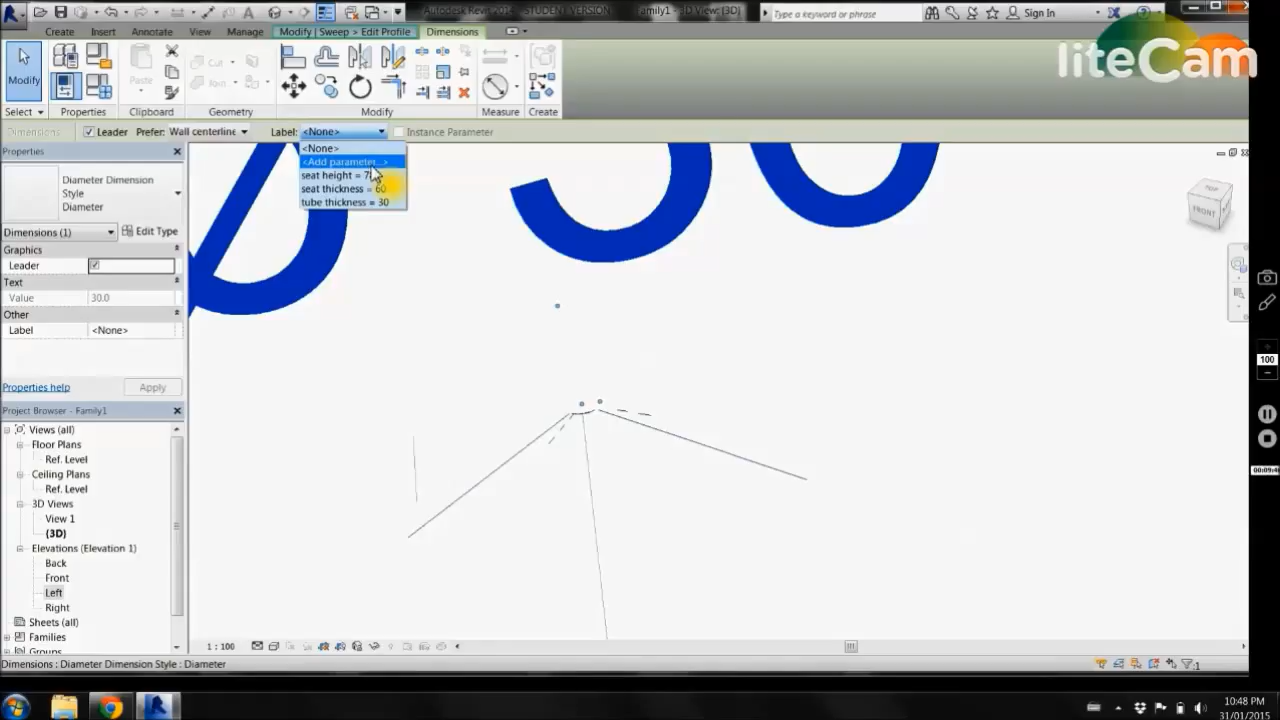 Autodesk Revit 2014 - STUDENT VERSION - Family1 - 3D View: {3D}
Type a keyword or phrase
Sign In
liteCam
Create Insert Annotate View Manage Modify | Sweep > Edit Profile Dimensions
Modify
Paste
Cut
Join
Select Properties Clipboard Geometry Modify Measure Create
Dimensions Leader Prefer: Wall centerline Label: <None> Instance Parameter
<None>
<Add parameter...>
seat height = 7
seat thickness = 60
tube thickness = 30
Properties
Diameter Dimension
Style
Diameter
Dimensions (1) Edit Type
Graphics
Leader
Text
Value 30.0
Other
Label <None>
Properties help Apply
Ø 30
TOP
FRONT
Project Browser - Family1
Views (all)
Floor Plans
Ref. Level
Ceiling Plans
Ref. Level
3D Views
View 1
{3D}
Elevations (Elevation 1)
Back
Front
Left
Right
Sheets (all)
Families
Groups
1 : 100
Dimensions : Diameter Dimension Style : Diameter
:1
100
10:48 PM
31/01/2015